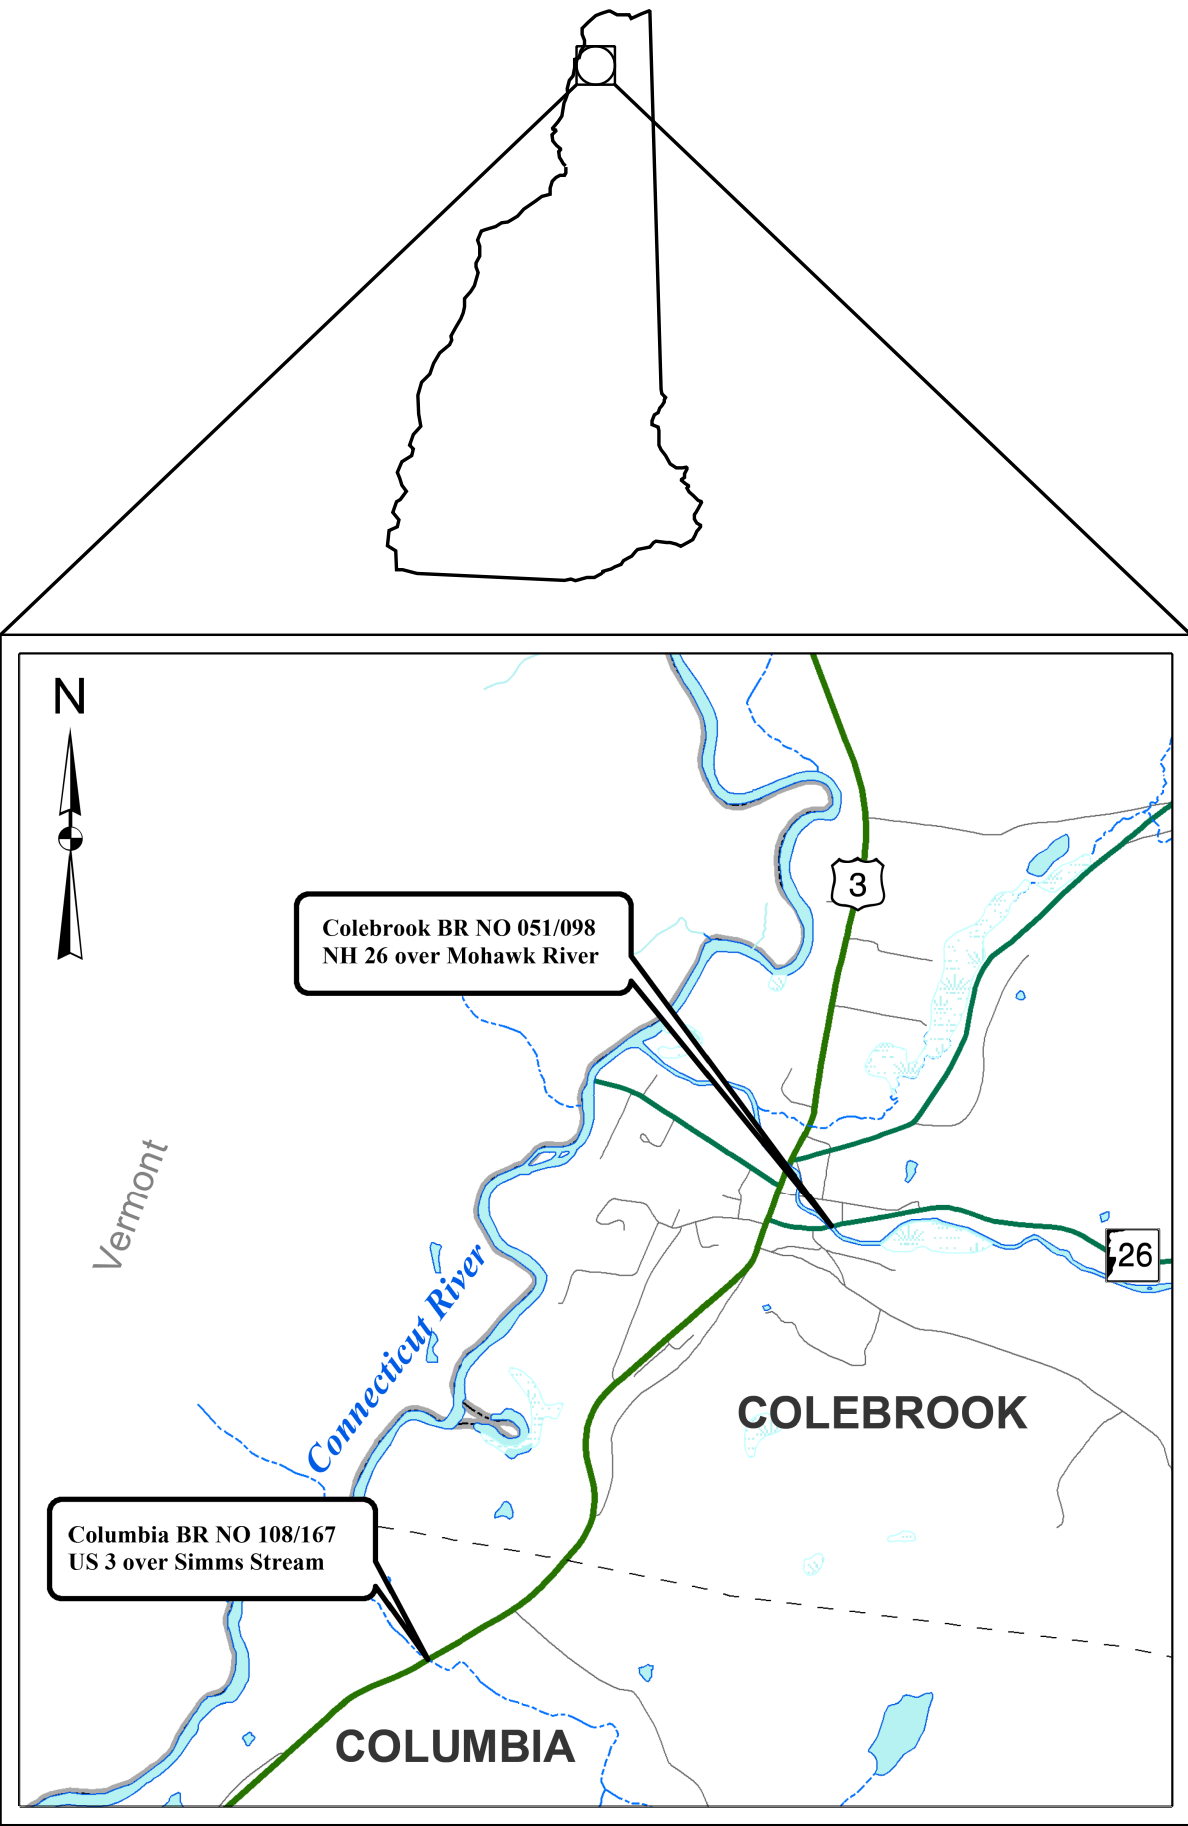 N
3
Colebrook BR NO 051/098
NH 26 over Mohawk River
Vermont
26
Connecticut River
COLEBROOK
Columbia BR NO 108/167
US 3 over Simms Stream
COLUMBIA